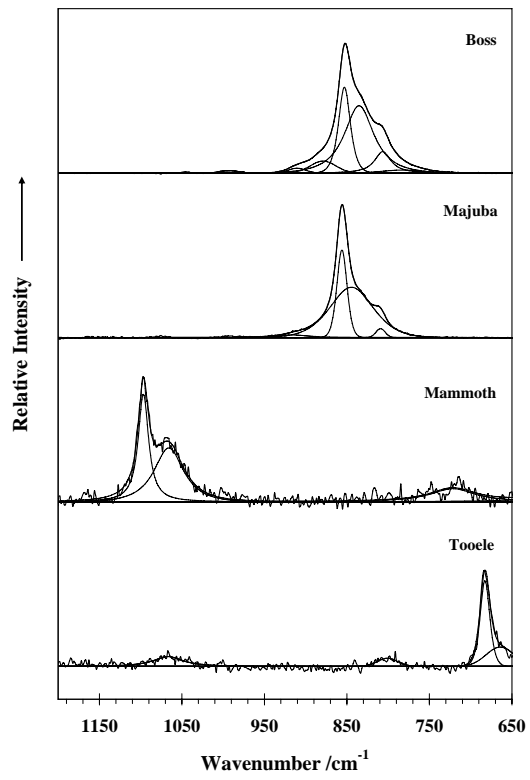 Boss
Majuba
Mammoth
Tooele
Relative Intensity
1150 1050 950 850 750 650
Wavenumber /cm⁻¹